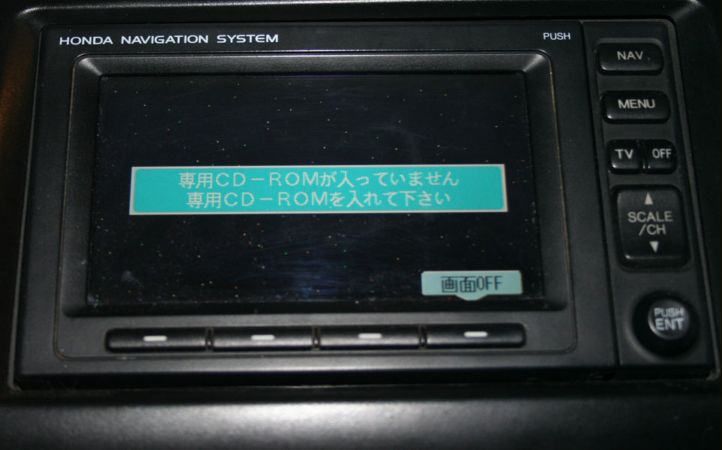 HONDA NAVIGATION SYSTEM
PUSH
専用CD-ROMが入っていません
専用CD-ROMを入れて下さい
画面OFF
NAV
MENU
TV OFF
▲
SCALE
/CH
▼
PUSH
ENT